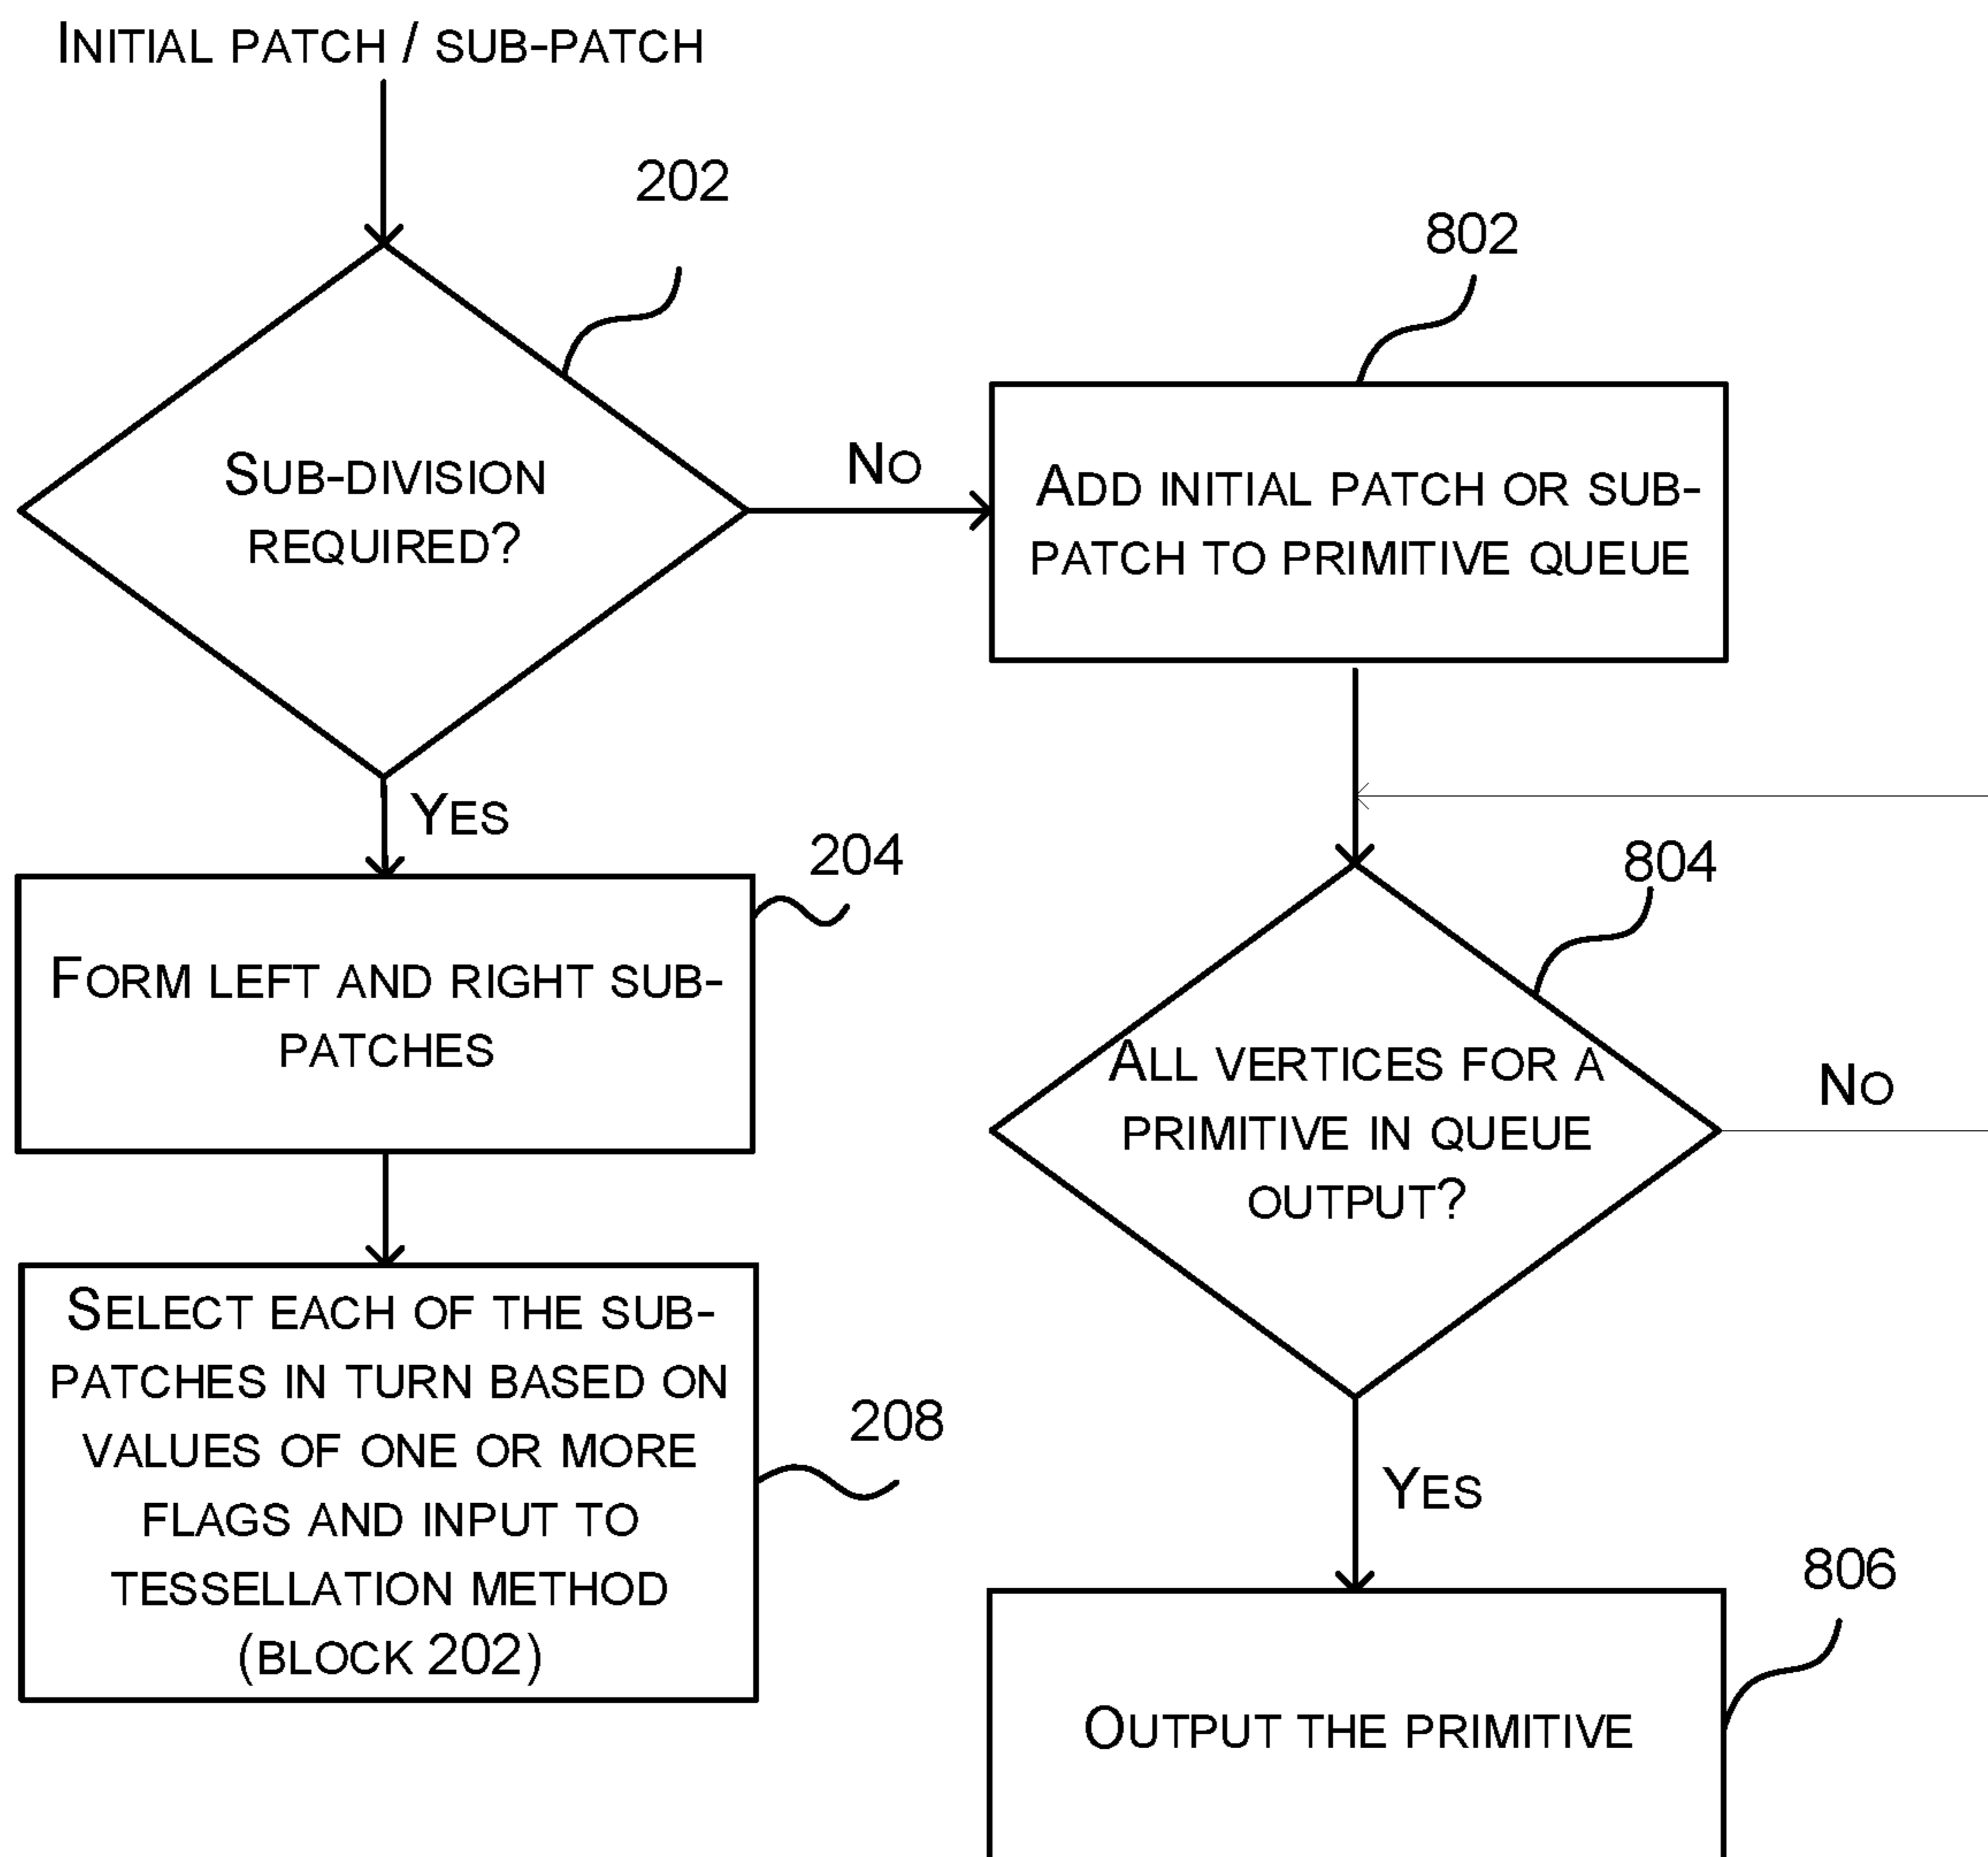 INITIAL PATCH / SUB-PATCH
202
SUB-DIVISION
REQUIRED?
NO
YES
204
FORM LEFT AND RIGHT SUB-
PATCHES
SELECT EACH OF THE SUB-
PATCHES IN TURN BASED ON
VALUES OF ONE OR MORE
FLAGS AND INPUT TO
TESSELLATION METHOD
(BLOCK 202)
208
802
ADD INITIAL PATCH OR SUB-
PATCH TO PRIMITIVE QUEUE
804
ALL VERTICES FOR A
PRIMITIVE IN QUEUE
OUTPUT?
NO
YES
806
OUTPUT THE PRIMITIVE